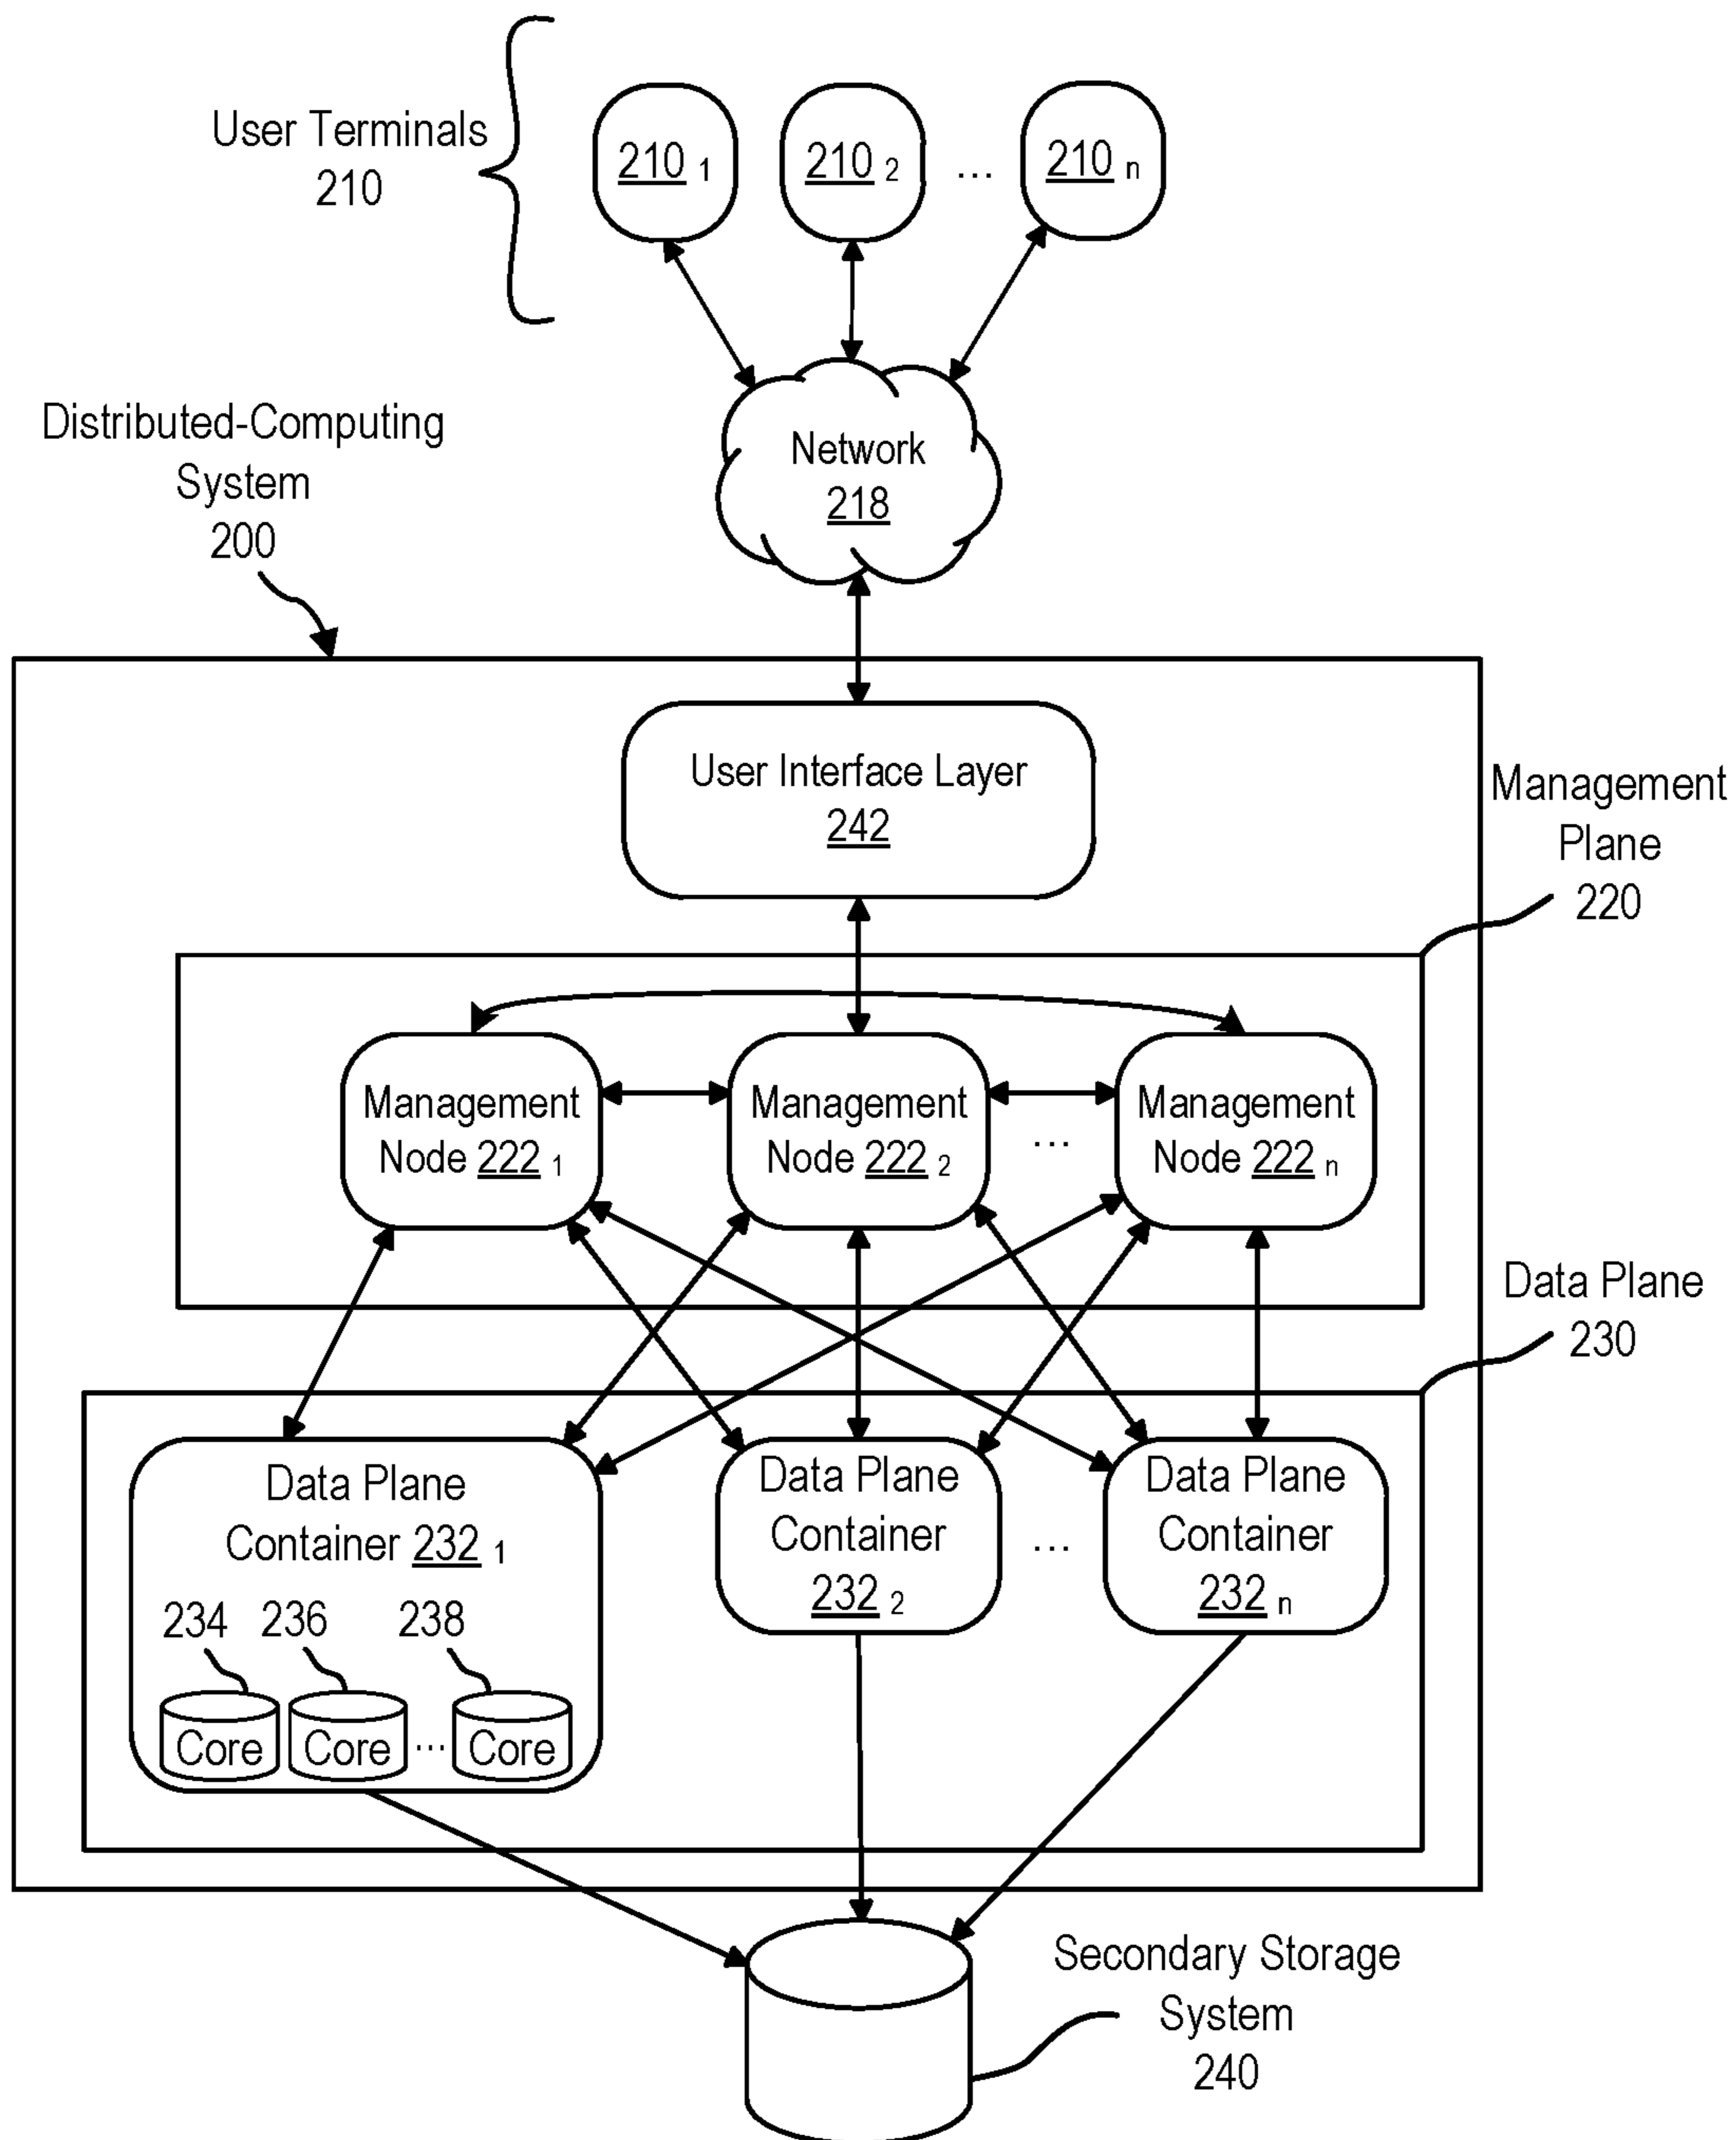 User Terminals
210
210 1
210 2
...
210 n
Network
218
Distributed-Computing
System
200
User Interface Layer
242
Management
Plane
220
Management
Node 222 1
Management
Node 222 2
...
Management
Node 222 n
Data Plane
230
Data Plane
Container 232 1
234
236
238
Core
Core
...
Core
Data Plane
Container
232 2
...
Data Plane
Container
232 n
Secondary Storage
System
240